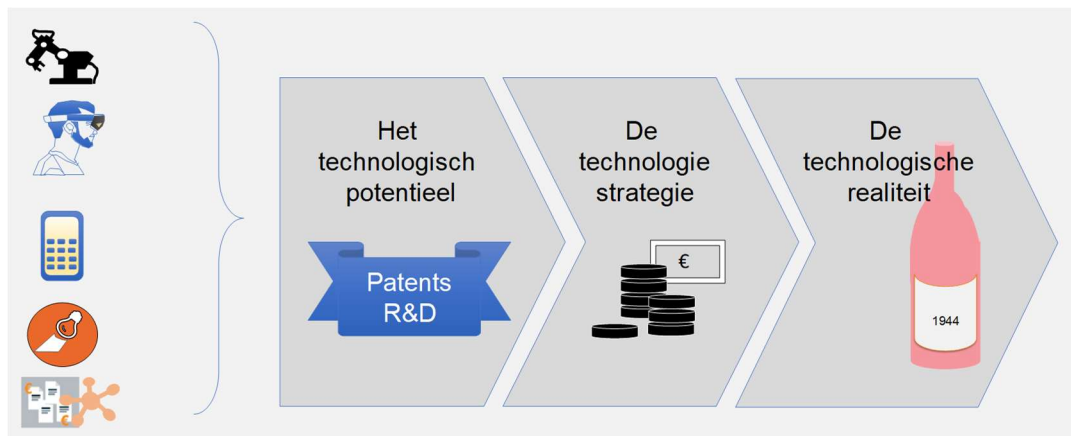 Het
technologisch
potentieel
Patents
R&D
De
technologie
strategie
€
De
technologische
realiteit
1944